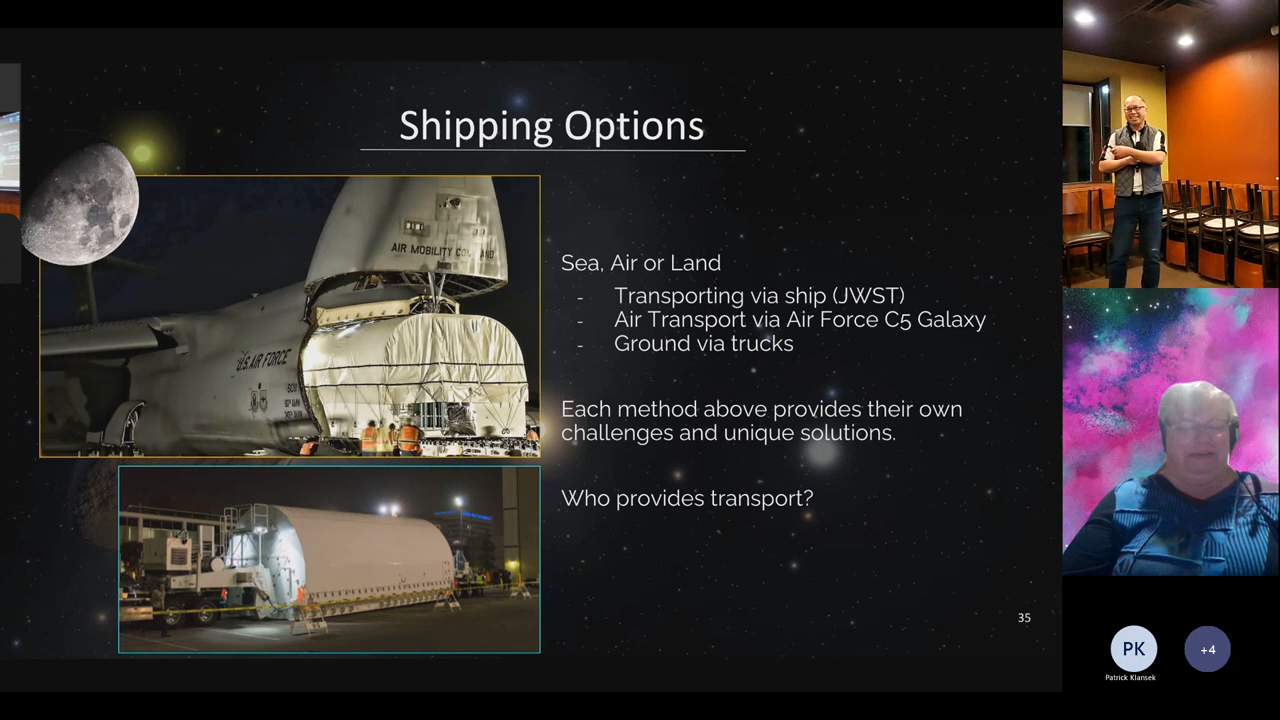 Shipping Options
AIR MOBILITY COMMAND
U.S. AIR FORCE
Sea, Air or Land
- Transporting via ship (JWST)
- Air Transport via Air Force C5 Galaxy
- Ground via trucks
Each method above provides their own
challenges and unique solutions.
Who provides transport?
35
PK
+4
Patrick Klansek